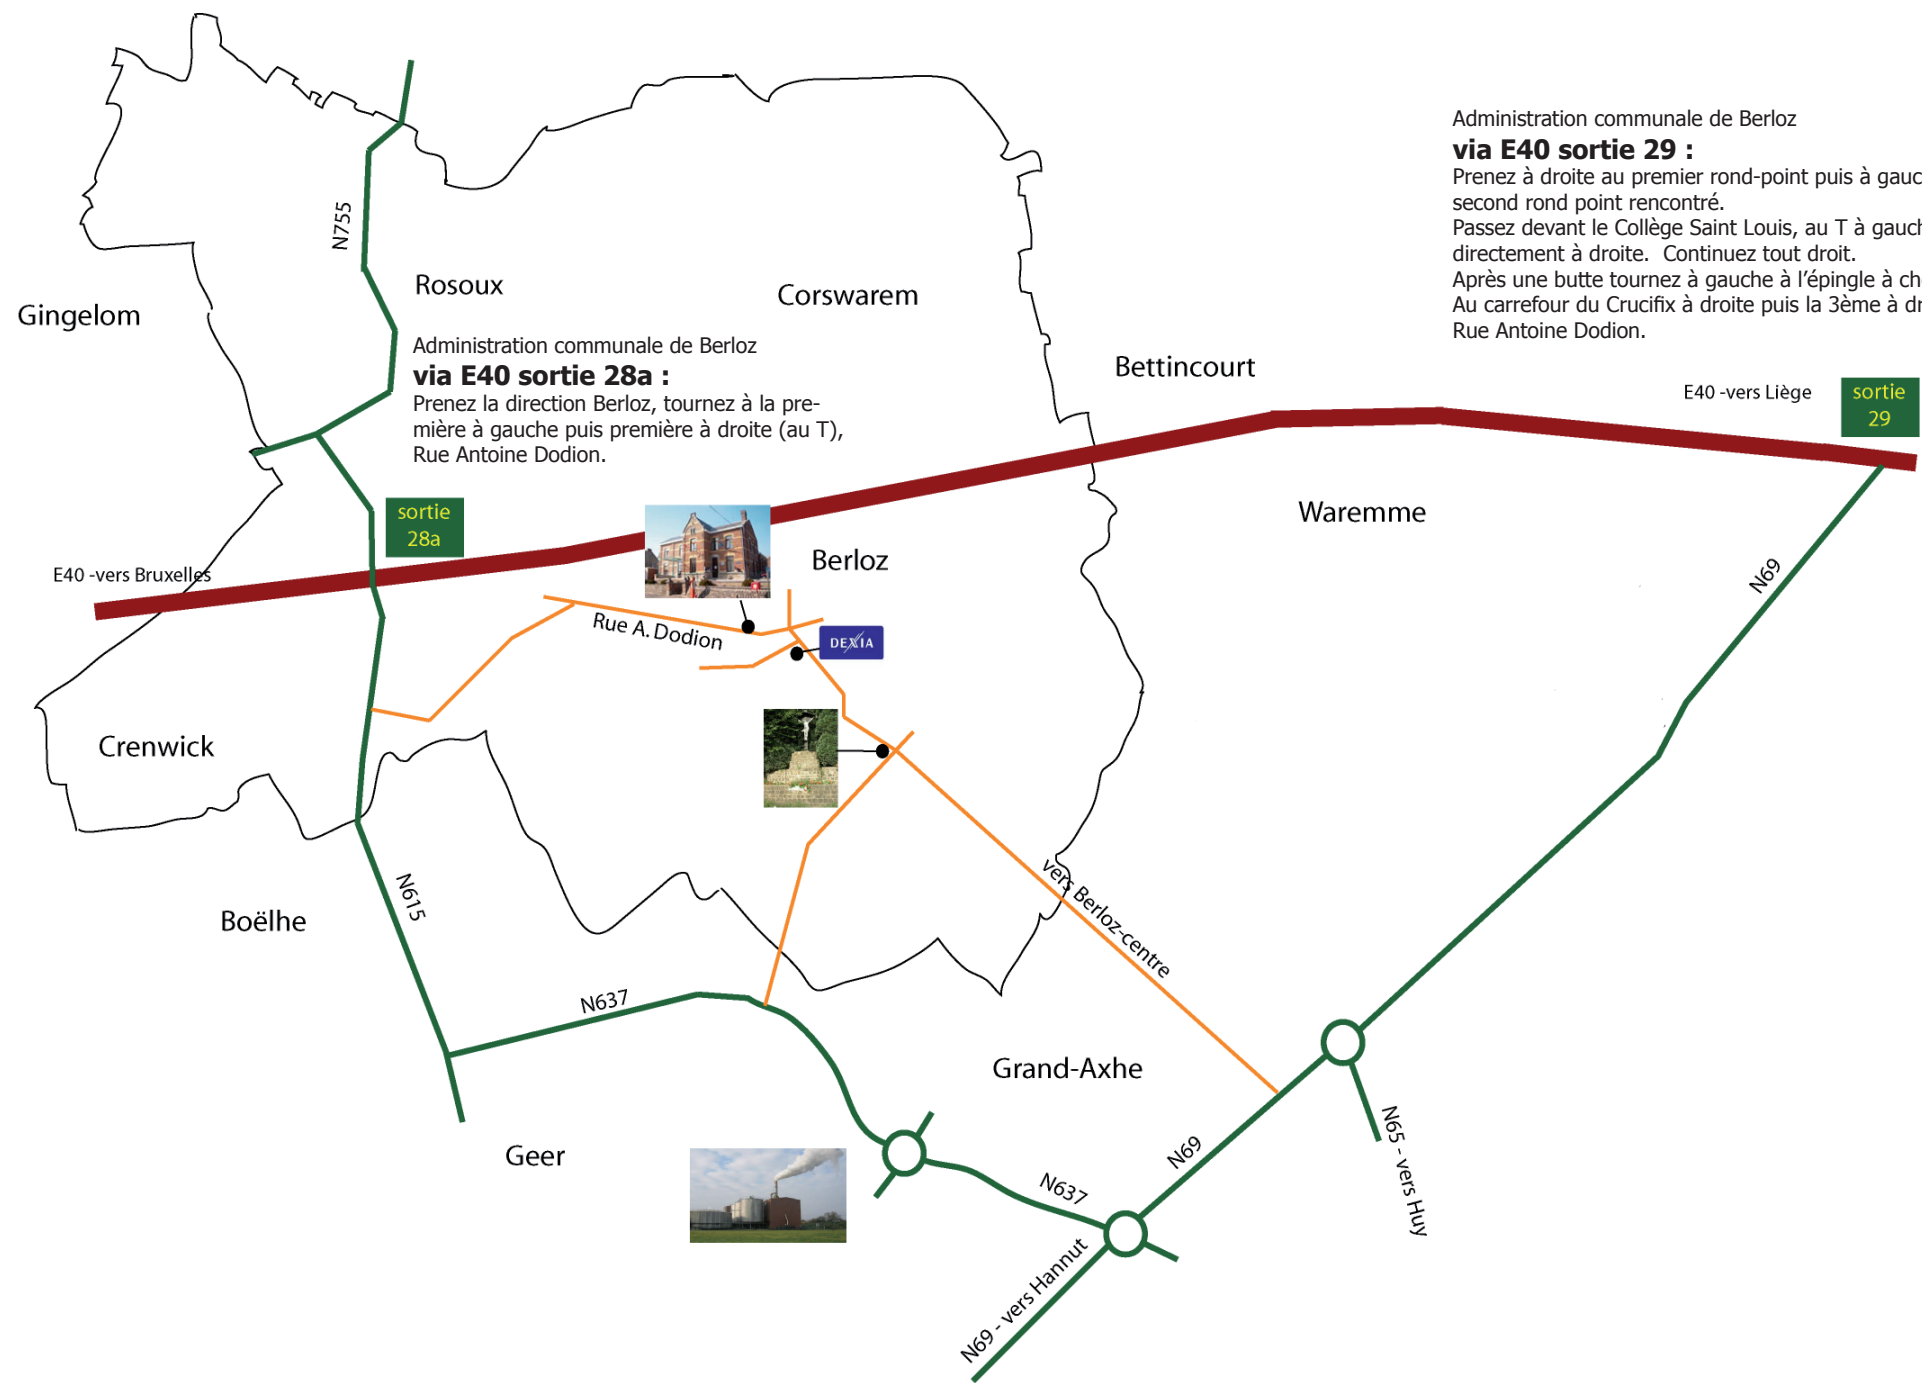 Administration communale de Berloz
via E40 sortie 29 :
Prenez à droite au premier rond-point puis à
second rond point rencontré.
Passez devant le Collège Saint Louis, au T à
directement à droite. Continuez tout droit.
Après une butte tournez à gauche à l'épingle à
Au carrefour du Crucifix à droite puis la 3ème à
Rue Antoine Dodion.
N755
Rosoux
Corswarem
Gingelom
Administration communale de Berloz
via E40 sortie 28a :
Prenez la direction Berloz, tournez à la pre-
mière à gauche puis première à droite (au T),
Rue Antoine Dodion.
Bettincourt
E40 -vers Liège
sortie
29
sortie
28a
Waremme
E40 -vers Bruxelles
Berloz
N69
Rue A. Dodion
DEXIA
Crenwick
vers Berloz-centre
N615
Boëlhe
N637
Grand-Axhe
Geer
N69
N65 - vers Huy
N637
N69 - vers Hannut